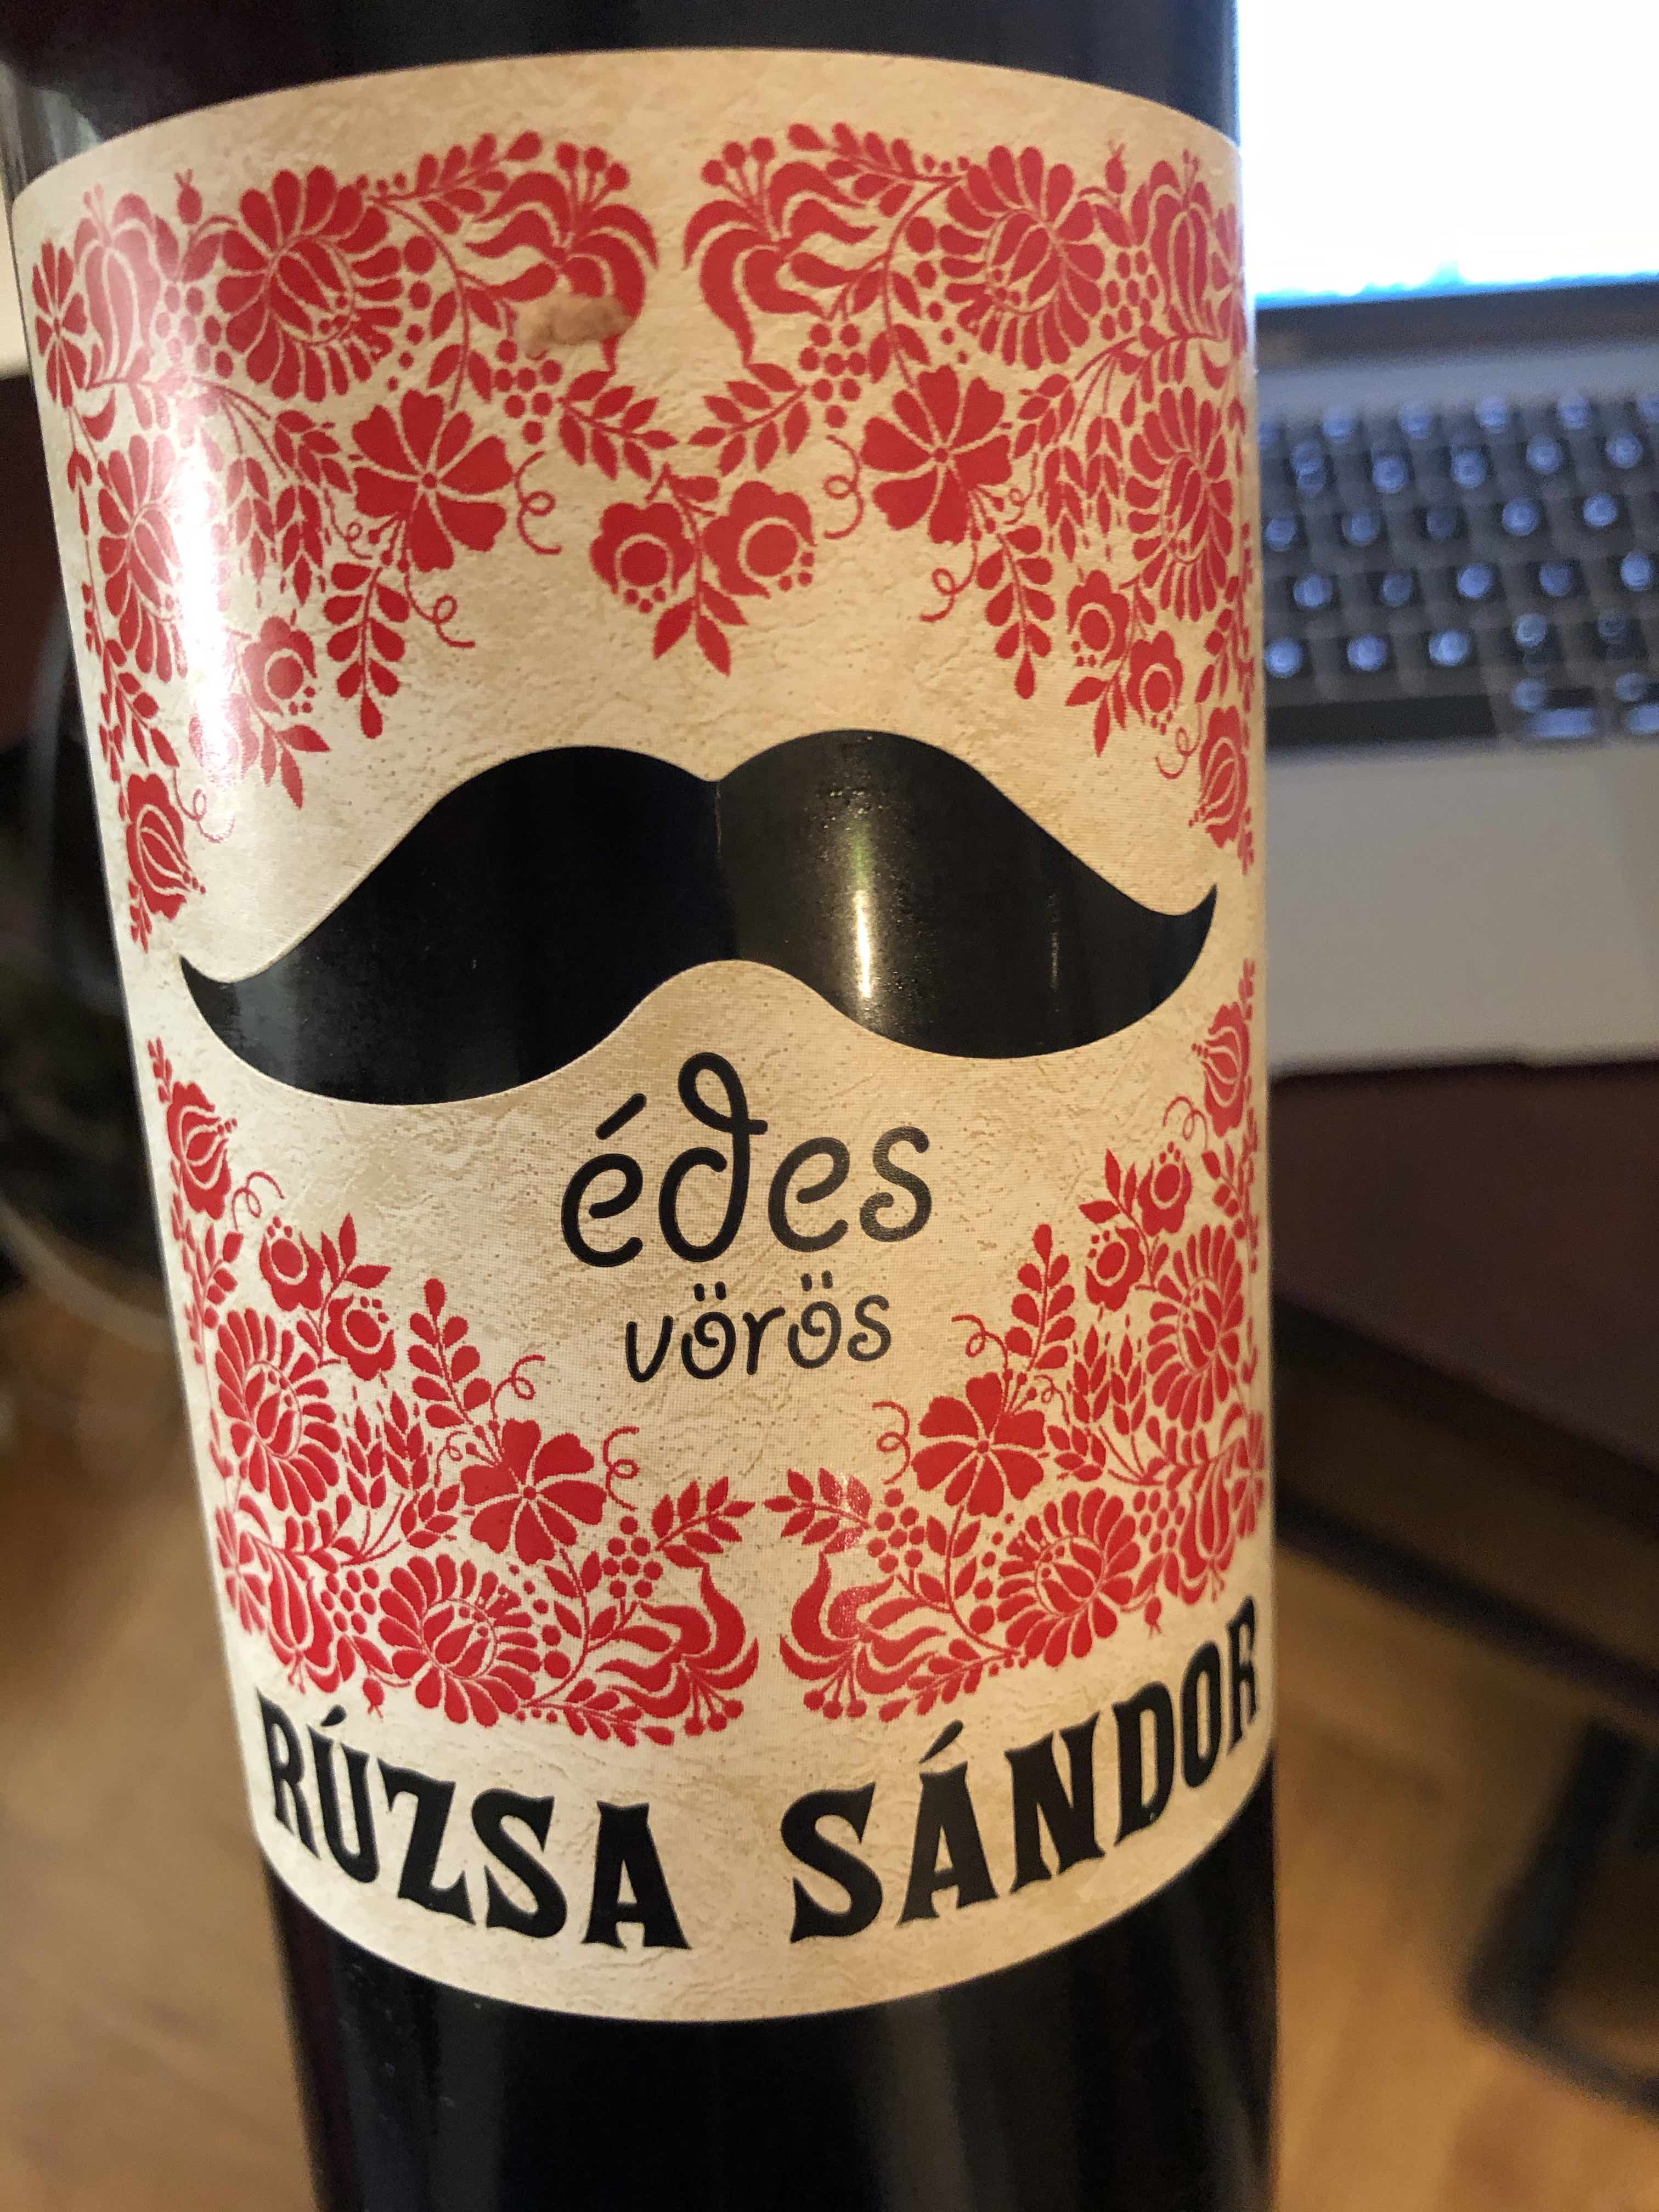 édes
vörös
RÚZSA SÁNDOR